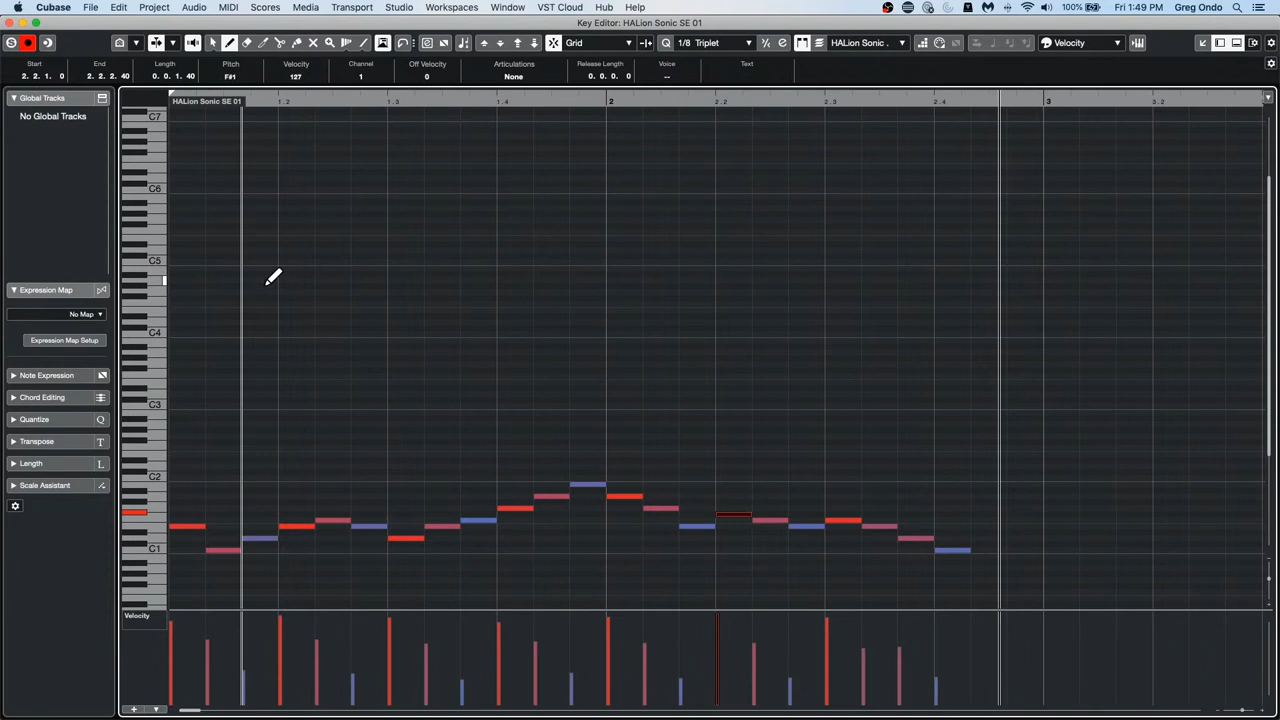 Cubase File Edit Project Audio MIDI Scores Media Transport Studio Workspaces Window VST Cloud Hub Help 100% Fri 1:49 PM Greg Ondo
Key Editor: HALion Sonic SE 01
Grid 1/8 Triplet HALion Sonic . Velocity
Start End Length Pitch Velocity Channel Off Velocity Articulations Release Length Voice Text
2. 2. 1. 0 2. 2. 2. 40 0. 0. 1. 40 F#1 127 1 0 None 0. 0. 0. 0 --
Global Tracks
HALion Sonic SE 01 1.2 1.3 1.4 2 2.2 2.3 2.4 3 3.2
No Global Tracks
C7
C6
C5
Expression Map
No Map
C4
Expression Map Setup
Note Expression
Chord Editing
C3
Quantize
Transpose
Length
C2
Scale Assistant
C1
Velocity